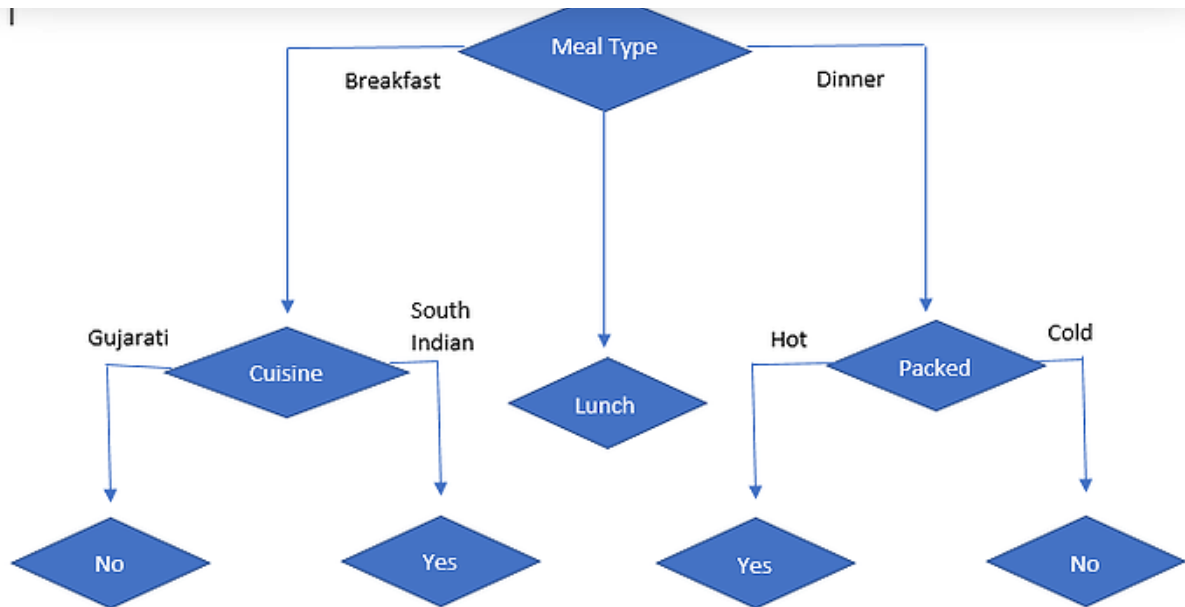 Meal Type
Breakfast
Dinner
South
Indian
Gujarati
Hot
Cold
Cuisine
Packed
Lunch
No
Yes
Yes
No